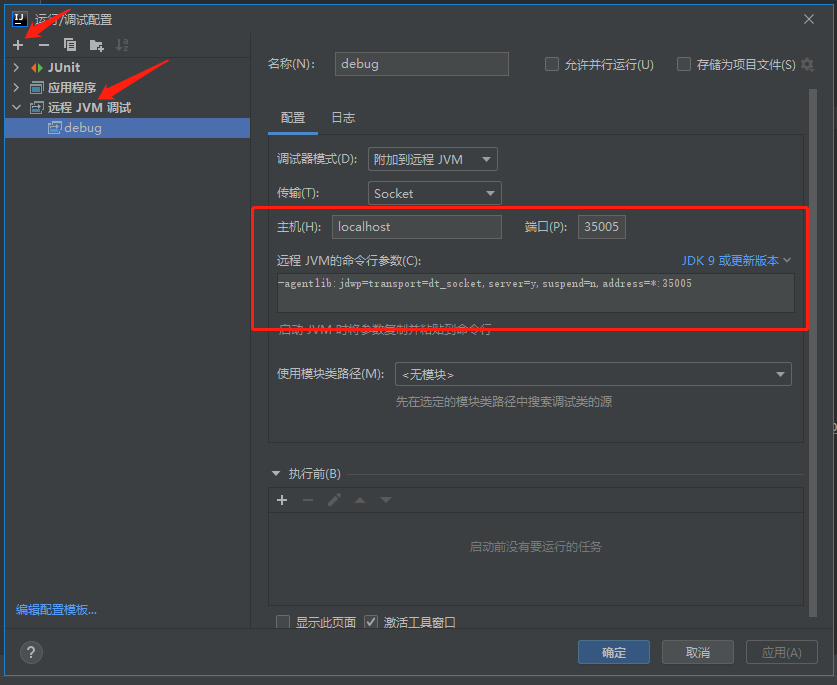 运行/调试配置
JUnit
应用程序
远程 JVM 调试
debug
编辑配置模板...
名称(N): debug 允许并行运行(U) 存储为项目文件(S)
配置 日志
调试器模式(D): 附加到远程 JVM
传输(T): Socket
主机(H): localhost 端口(P): 35005
远程 JVM的命令行参数(C): JDK 9 或更新版本
-agentlib:jdwp=transport=dt_socket,server=y,suspend=n,address=*:35005
启动 JVM 时将参数复制并粘贴到命令行
使用模块类路径(M): <无模块>
先在选定的模块类路径中搜索调试类的源
执行前(B)
启动前没有要运行的任务
显示此页面 激活工具窗口
? 确定 取消 应用(A)